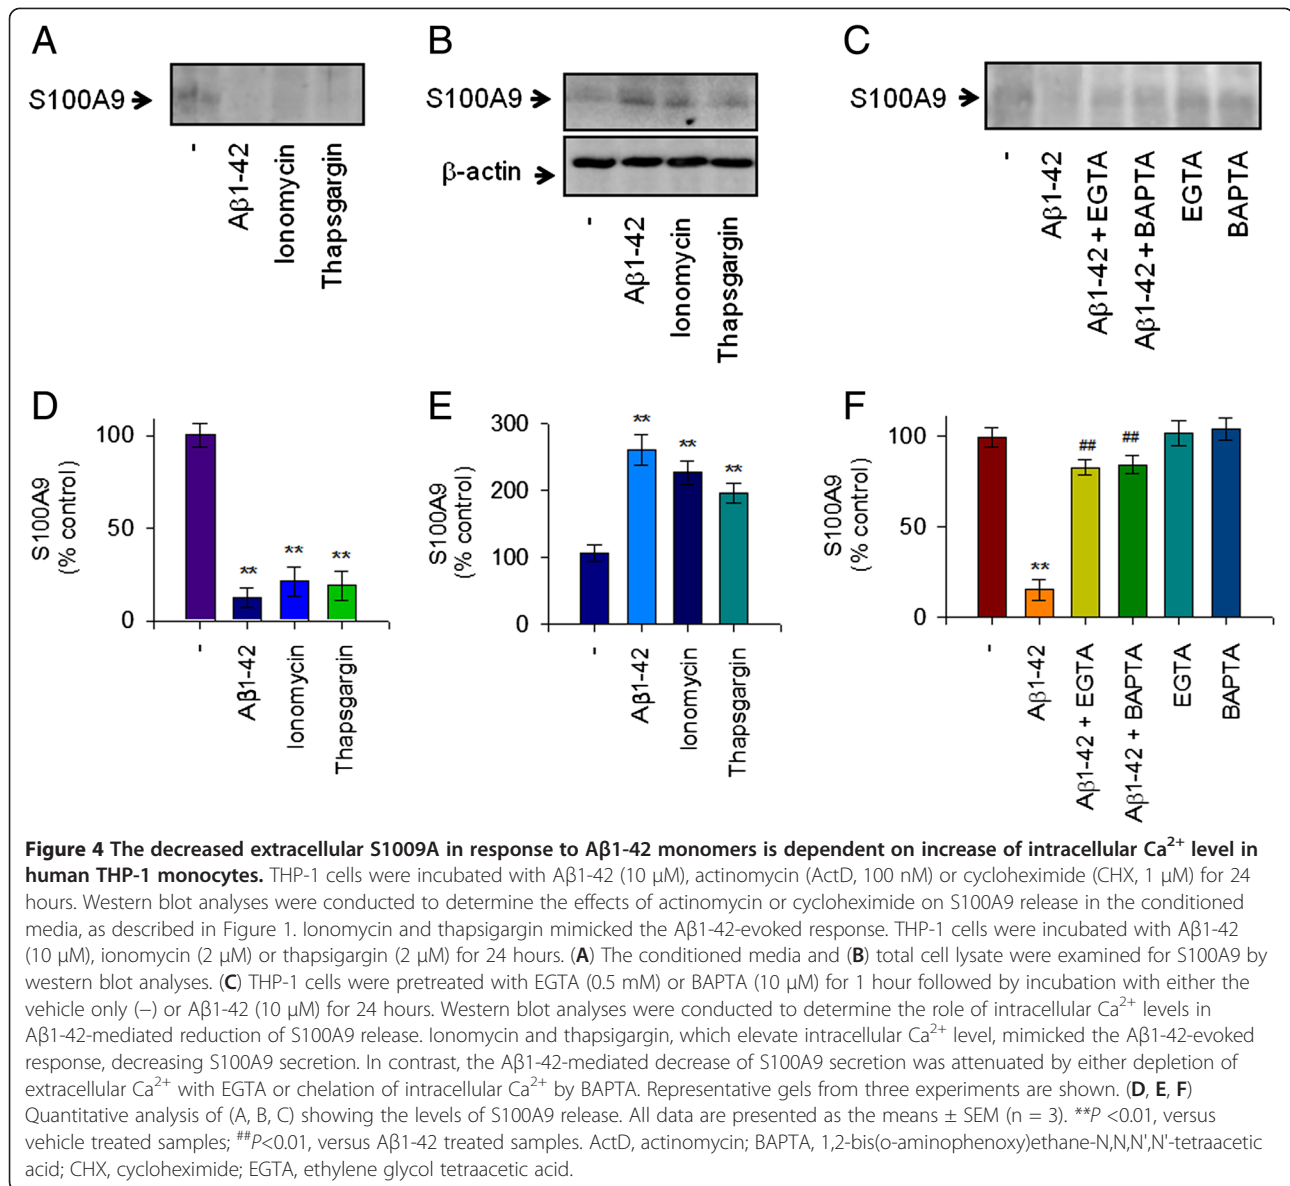 A
S100A9
-
Aβ1-42
Ionomycin
Thapsgargin
B
S100A9
β-actin
-
Aβ1-42
Ionomycin
Thapsgargin
C
S100A9
-
Aβ1-42
Aβ1-42 + EGTA
Aβ1-42 + BAPTA
EGTA
BAPTA
D
S100A9
(% control)
100
50
0
**
**
**
-
Aβ1-42
Ionomycin
Thapsgargin
E
S100A9
(% control)
300
200
100
0
**
**
**
-
Aβ1-42
Ionomycin
Thapsgargin
F
S100A9
(% control)
100
50
0
**
##
##
-
Aβ1-42
Aβ1-42 + EGTA
Aβ1-42 + BAPTA
EGTA
BAPTA
Figure 4 The decreased extracellular S1009A in response to Aβ1-42 monomers is dependent on increase of intracellular Ca²⁺ level in
human THP-1 monocytes. THP-1 cells were incubated with Aβ1-42 (10 μM), actinomycin (ActD, 100 nM) or cycloheximide (CHX, 1 μM) for 24
hours. Western blot analyses were conducted to determine the effects of actinomycin or cycloheximide on S100A9 release in the conditioned
media, as described in Figure 1. Ionomycin and thapsigargin mimicked the Aβ1-42-evoked response. THP-1 cells were incubated with Aβ1-42
(10 μM), ionomycin (2 μM) or thapsigargin (2 μM) for 24 hours. (A) The conditioned media and (B) total cell lysate were examined for S100A9 by
western blot analyses. (C) THP-1 cells were pretreated with EGTA (0.5 mM) or BAPTA (10 μM) for 1 hour followed by incubation with either the
vehicle only (−) or Aβ1-42 (10 μM) for 24 hours. Western blot analyses were conducted to determine the role of intracellular Ca²⁺ levels in
Aβ1-42-mediated reduction of S100A9 release. Ionomycin and thapsigargin, which elevate intracellular Ca²⁺ level, mimicked the Aβ1-42-evoked
response, decreasing S100A9 secretion. In contrast, the Aβ1-42-mediated decrease of S100A9 secretion was attenuated by either depletion of
extracellular Ca²⁺ with EGTA or chelation of intracellular Ca²⁺ by BAPTA. Representative gels from three experiments are shown. (D, E, F)
Quantitative analysis of (A, B, C) showing the levels of S100A9 release. All data are presented as the means ± SEM (n = 3). **P <0.01, versus
vehicle treated samples; ##P<0.01, versus Aβ1-42 treated samples. ActD, actinomycin; BAPTA, 1,2-bis(o-aminophenoxy)ethane-N,N,N',N'-tetraacetic
acid; CHX, cycloheximide; EGTA, ethylene glycol tetraacetic acid.